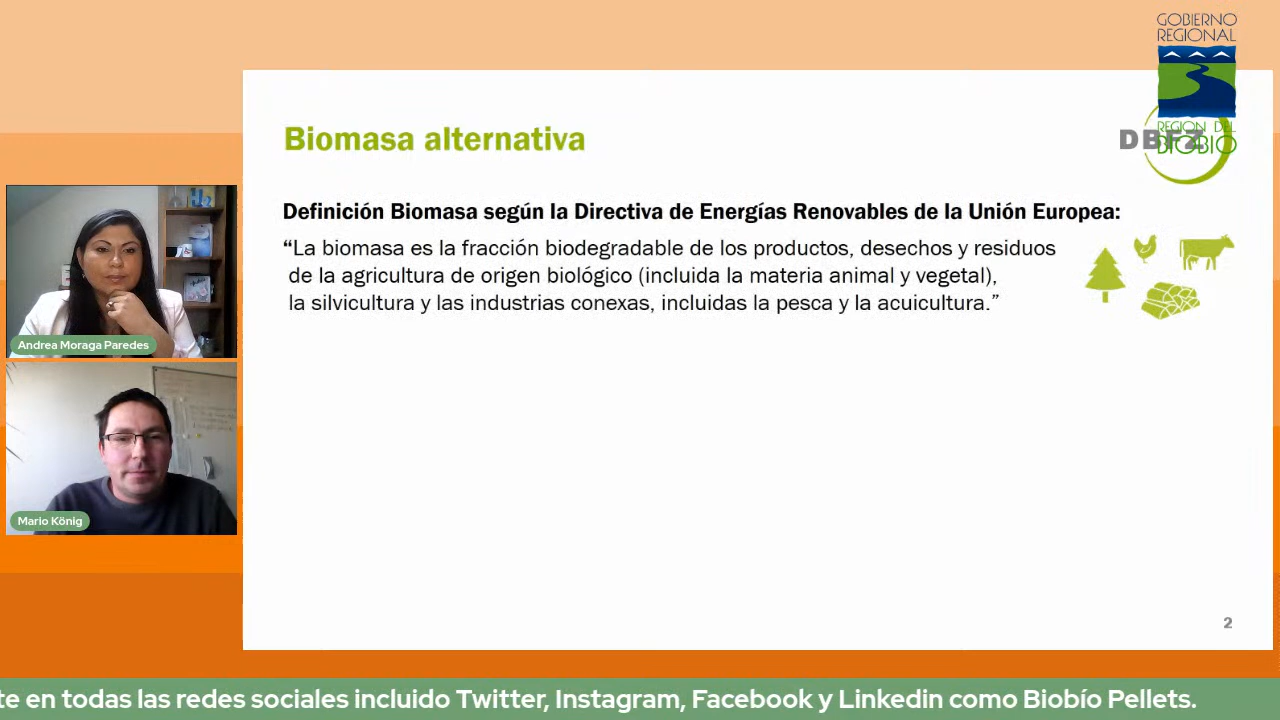 GOBIERNO
REGIONAL
REGION DEL
BIOBIO
DBFZ
Biomasa alternativa
Definición Biomasa según la Directiva de Energías Renovables de la Unión Europea:
“La biomasa es la fracción biodegradable de los productos, desechos y residuos
de la agricultura de origen biológico (incluida la materia animal y vegetal),
la silvicultura y las industrias conexas, incluidas la pesca y la acuicultura.”
Andrea Moraga Paredes
Mario König
2
te en todas las redes sociales incluido Twitter, Instagram, Facebook y Linkedin como Biobío Pellets.